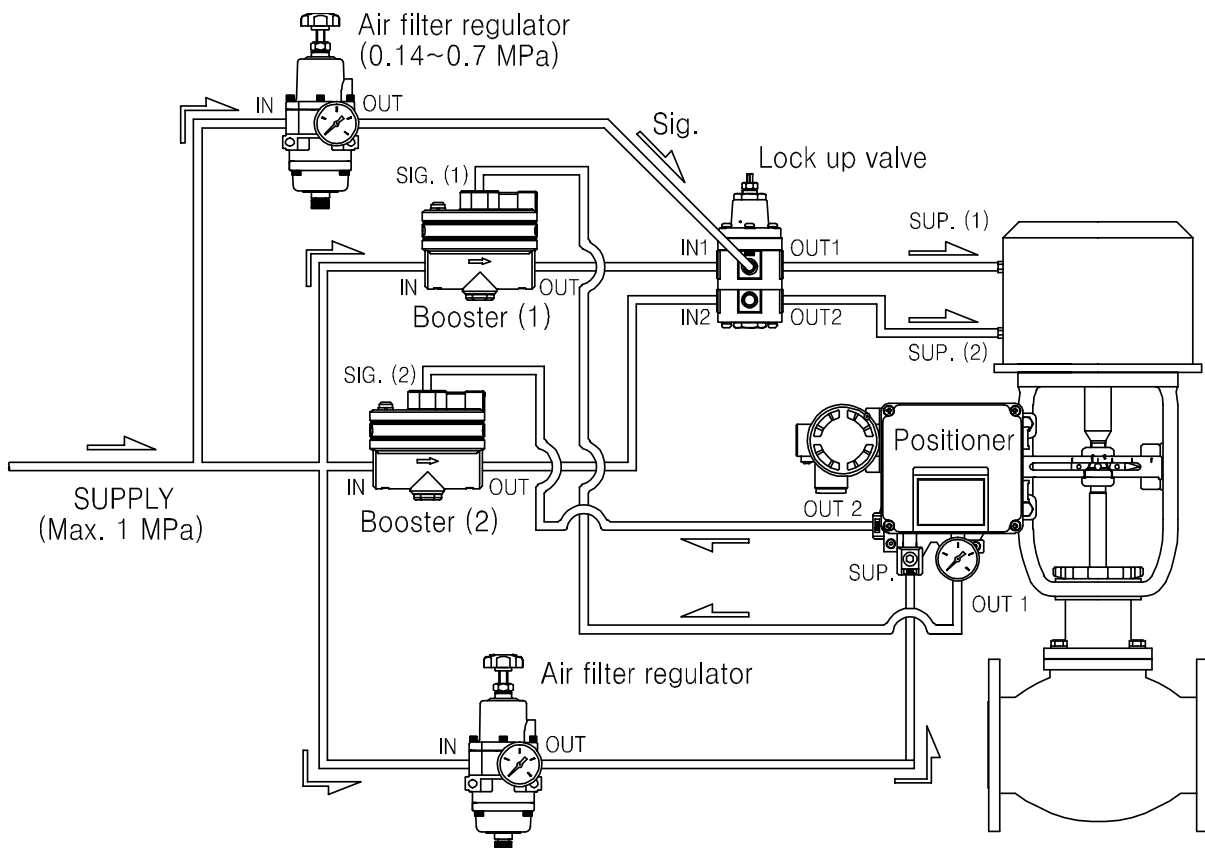 Air filter regulator
(0.14~0.7 MPa)
IN
OUT
Sig.
Lock up valve
SIG. (1)
SUP. (1)
IN1
OUT1
IN
OUT
Booster (1)
IN2
OUT2
SUP. (2)
SIG. (2)
Positioner
SUPPLY
(Max. 1 MPa)
IN
OUT
Booster (2)
OUT 2
SUP.
OUT 1
Air filter regulator
IN
OUT